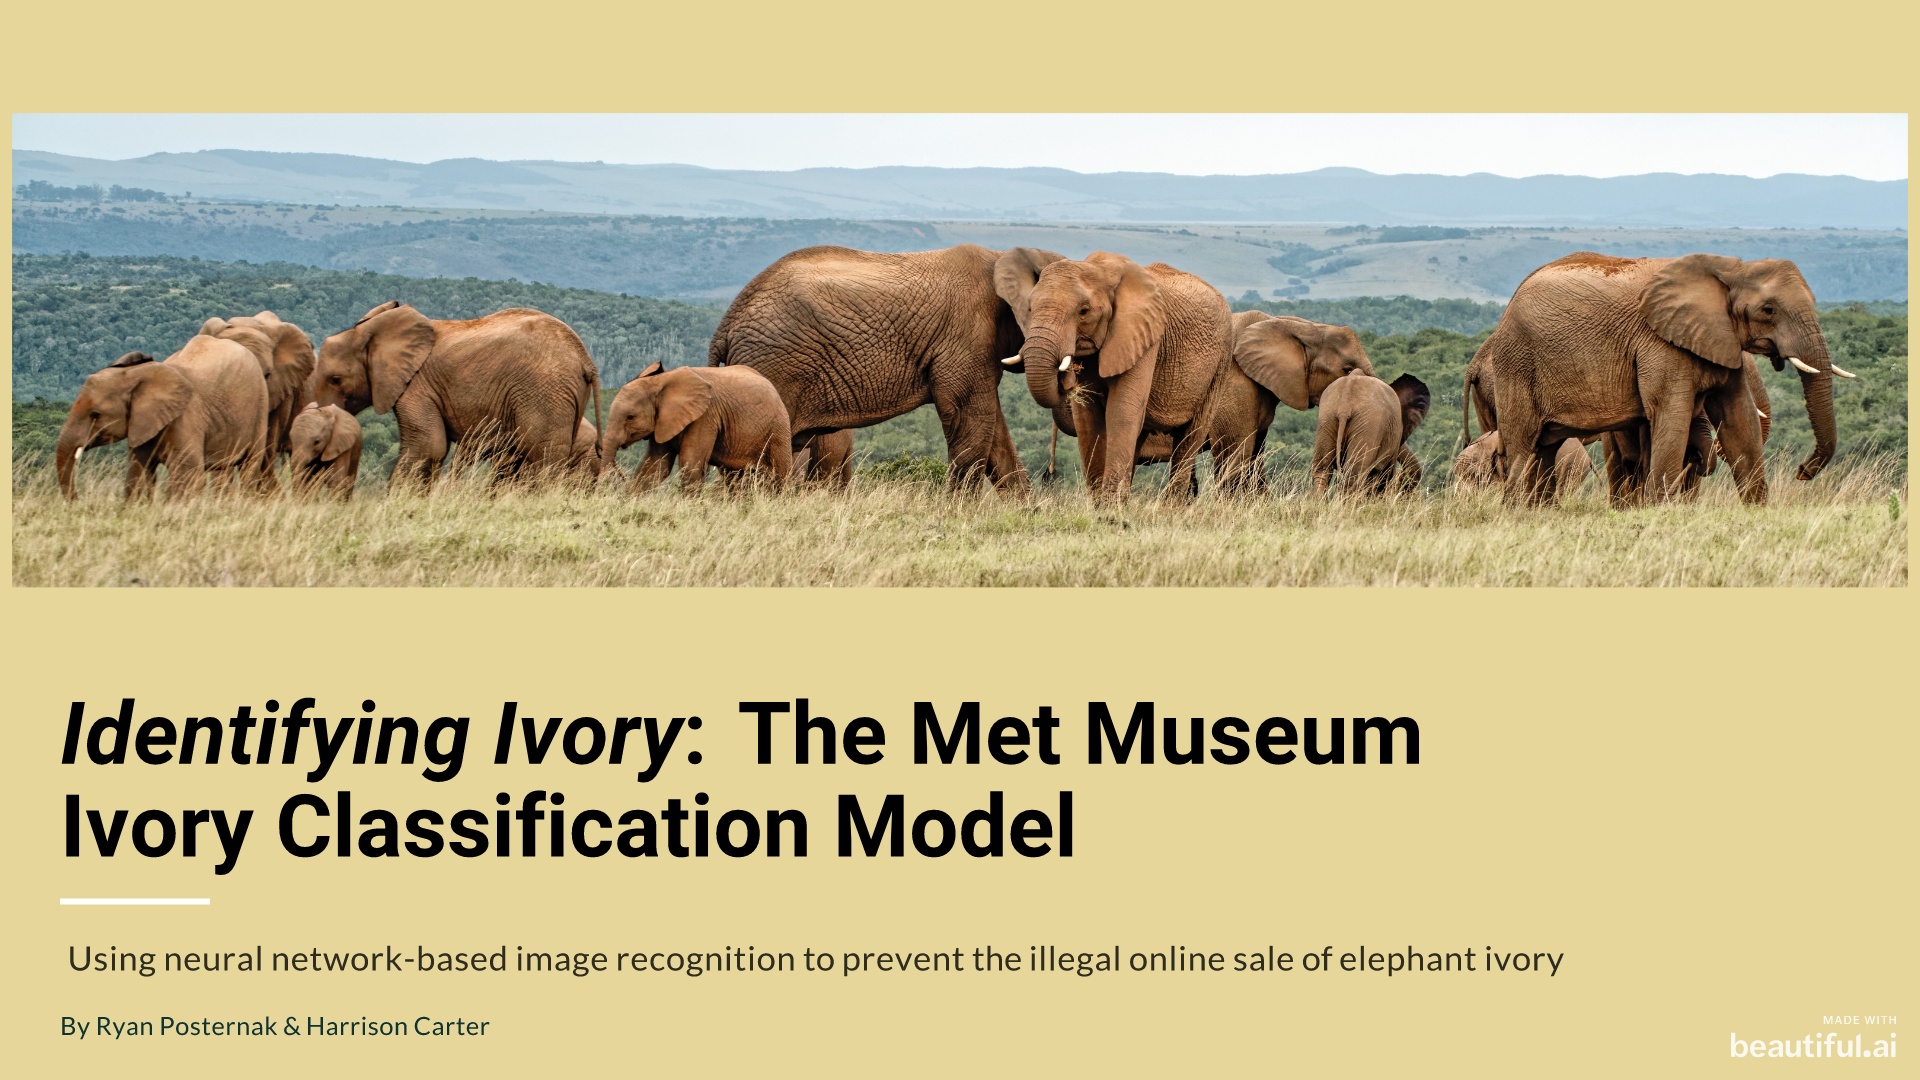 Identifying Ivory: The Met Museum
Ivory Classification Model
Using neural network-based image recognition to prevent the illegal online sale of elephant ivory
By Ryan Posternak & Harrison Carter
MADE WITH
beautiful.ai